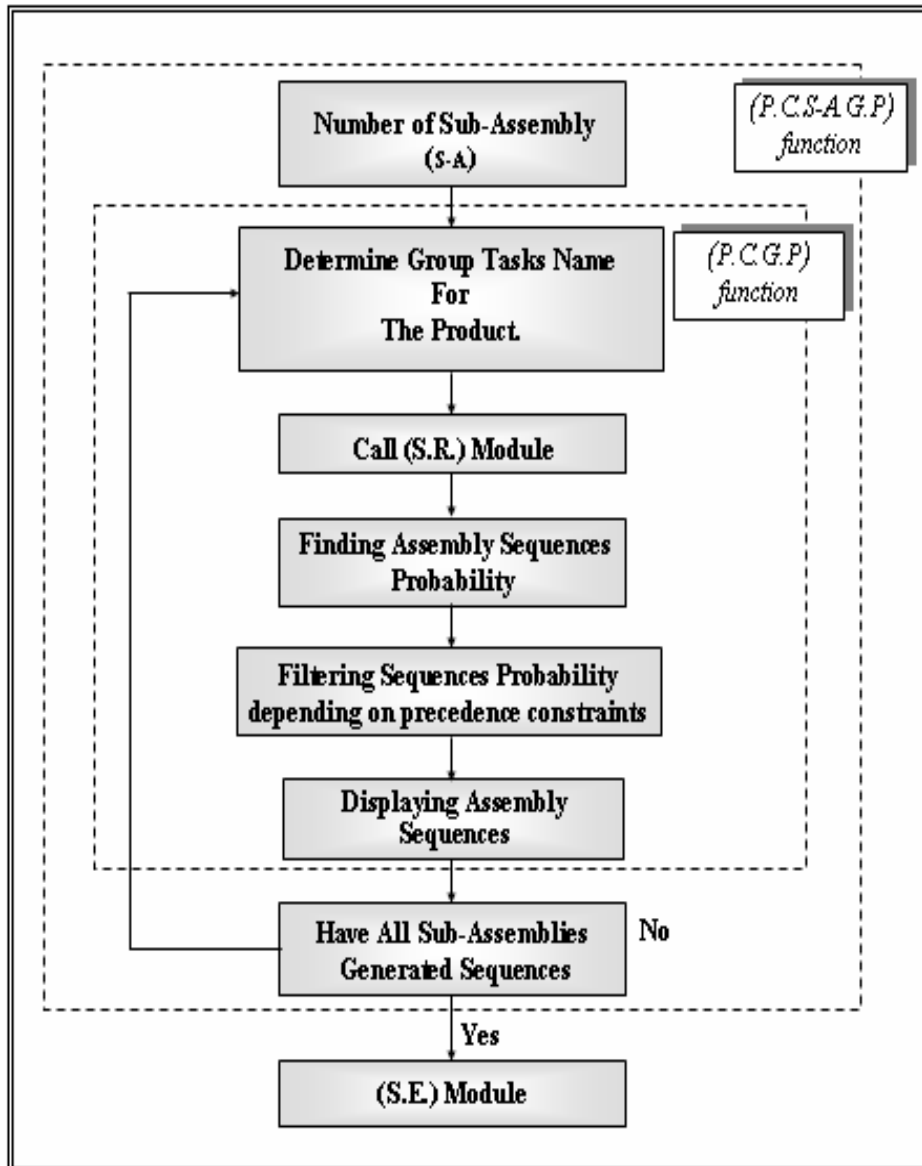 (P.C.S-A.G.P)
function
Number of Sub-Assembly
(S-A)
(P.C.G.P)
function
Determine Group Tasks Name
For
The Product.
Call (S.R.) Module
Finding Assembly Sequences
Probability
Filtering Sequences Probability
depending on precedence constraints
Displaying Assembly
Sequences
Have All Sub-Assemblies
Generated Sequences
No
Yes
(S.E.) Module